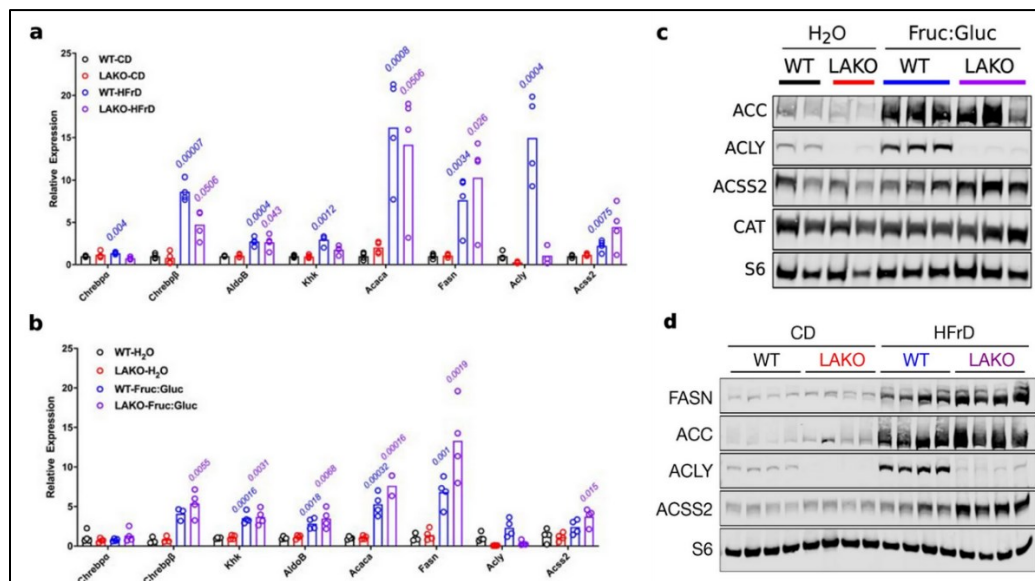 a
WT-CD
LAKO-CD
WT-HFrD
LAKO-HFrD
Relative Expression
25
20
15
10
5
0
0.004
0.00007
0.0506
0.0004
0.043
0.0012
0.0008
0.0506
0.0034
0.026
0.0004
0.0075
Chrebpα
Chrebpβ
AldoB
Khk
Acaca
Fasn
Acly
Acss2
b
WT-H2O
LAKO-H2O
WT-Fruc:Gluc
LAKO-Fruc:Gluc
Relative Expression
25
20
15
10
5
0
0.0055
0.00016
0.0031
0.0018
0.0068
0.00032
0.00016
0.001
0.0019
0.015
Chrebpα
Chrebpβ
Khk
AldoB
Acaca
Fasn
Acly
Acss2
c
H2O Fruc:Gluc
WT LAKO WT LAKO
ACC
ACLY
ACSS2
CAT
S6
d
CD HFrD
WT LAKO WT LAKO
FASN
ACC
ACLY
ACSS2
S6